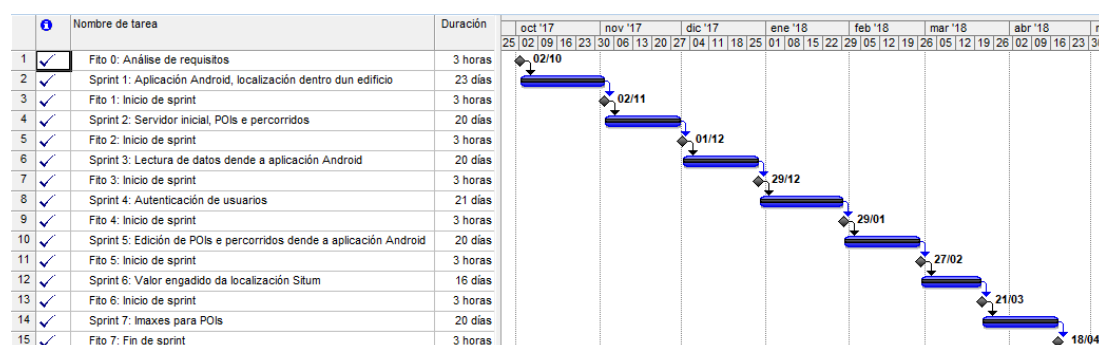 Nombre de tarea Duración oct '17 nov '17 dic '17 ene '18 feb '18 mar '18 abr '18
25 02 09 16 23 30 06 13 20 27 04 11 18 25 01 08 15 22 29 05 12 19 26 05 12 19 26 02 09 16 23
1 Fito 0: Análise de requisitos 3 horas 02/10
2 Sprint 1: Aplicación Android, localización dentro dun edificio 23 días
3 Fito 1: Inicio de sprint 3 horas 02/11
4 Sprint 2: Servidor inicial, POIs e percorridos 20 días
5 Fito 2: Inicio de sprint 3 horas 01/12
6 Sprint 3: Lectura de datos dende a aplicación Android 20 días
7 Fito 3: Inicio de sprint 3 horas 29/12
8 Sprint 4: Autenticación de usuarios 21 días
9 Fito 4: Inicio de sprint 3 horas 29/01
10 Sprint 5: Edición de POIs e percorridos dende a aplicación Android 20 días
11 Fito 5: Inicio de sprint 3 horas 27/02
12 Sprint 6: Valor engadido da localización Situm 16 días
13 Fito 6: Inicio de sprint 3 horas 21/03
14 Sprint 7: Imaxes para POIs 20 días
15 Fito 7: Fin de sprint 3 horas 18/04